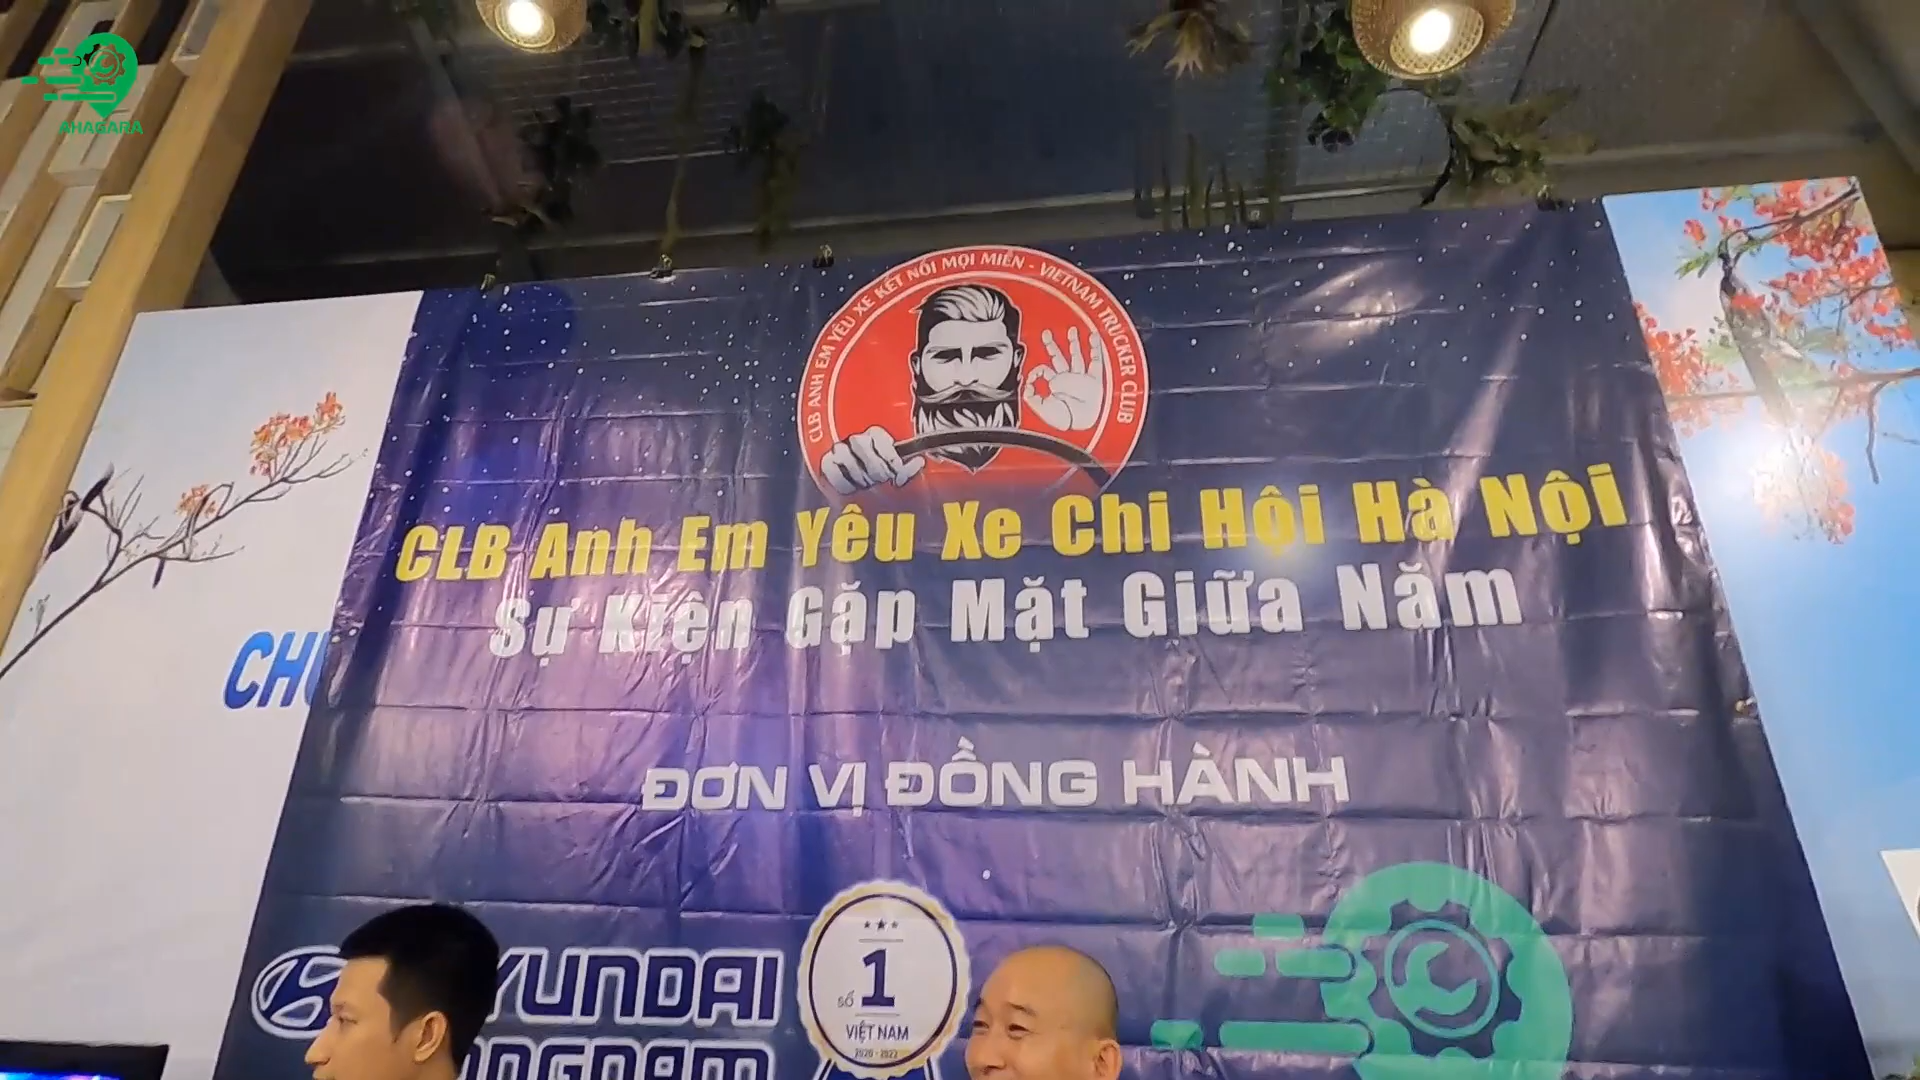 AHAGARA
CLB ANH EM YÊU XE KẾT NỐI MỌI MIỀN - VIETNAM TRUCKER CLUB
CLB Anh Em Yêu Xe Chi Hội Hà Nội
Sự Kiện Gặp Mặt Giữa Năm
ĐƠN VỊ ĐỒNG HÀNH
SỐ 1
VIỆT NAM
2020 - 2022